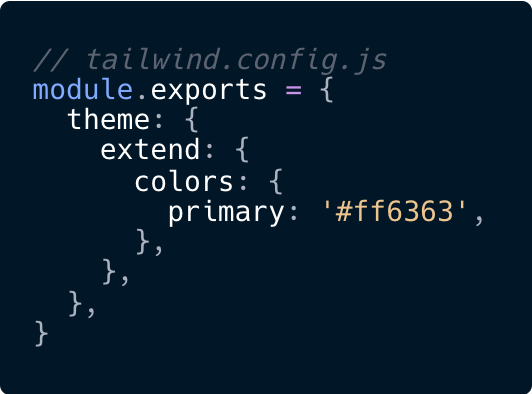 // tailwind.config.js
module.exports = {
  theme: {
    extend: {
      colors: {
        primary: '#ff6363',
      },
    },
  },
}